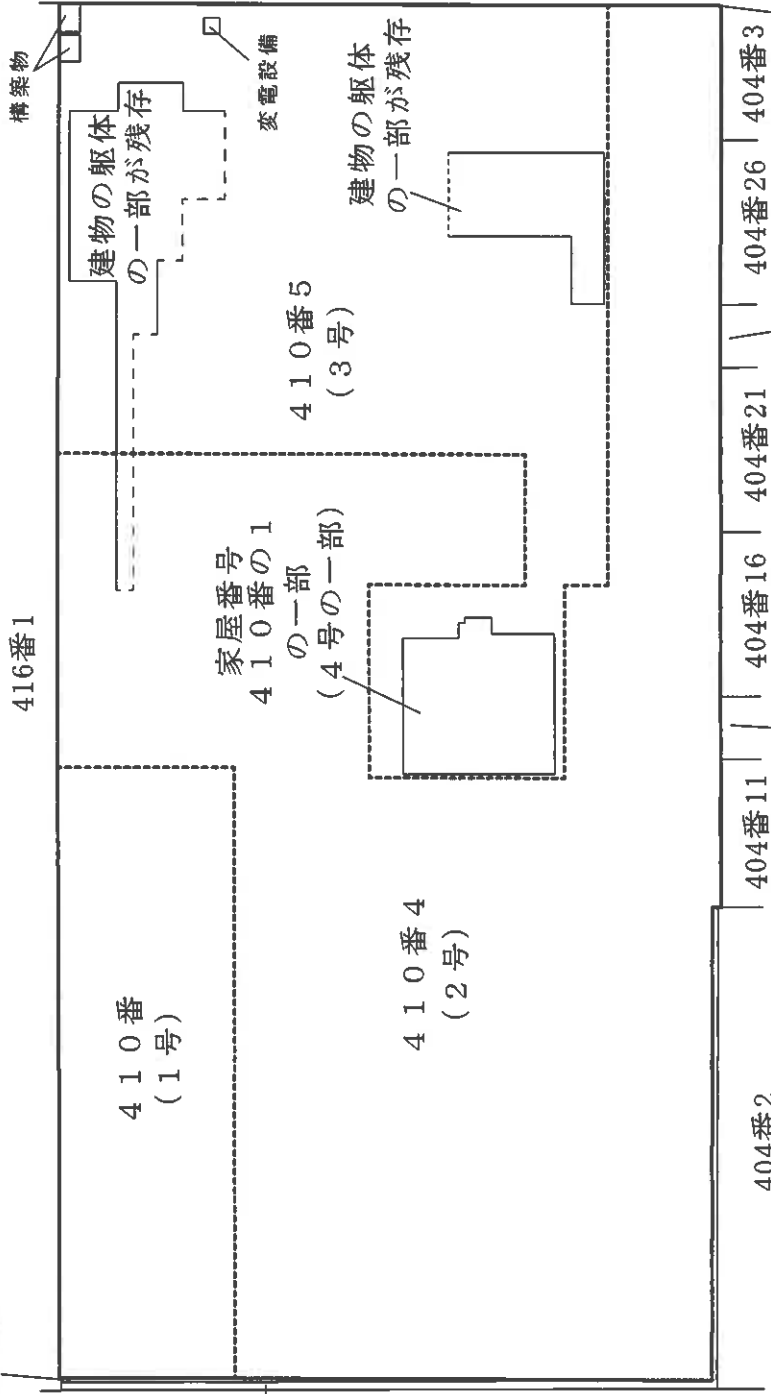 構築物
変電設備
建物の躯体
の一部が残存
建物の躯体
の一部が残存
416番1
410番5
(3号)
家屋番号
410番の1
の一部
(4号の一部)
410番
(1号)
410番4
(2号)
404番2
404番11
404番16
404番21
404番26
404番3